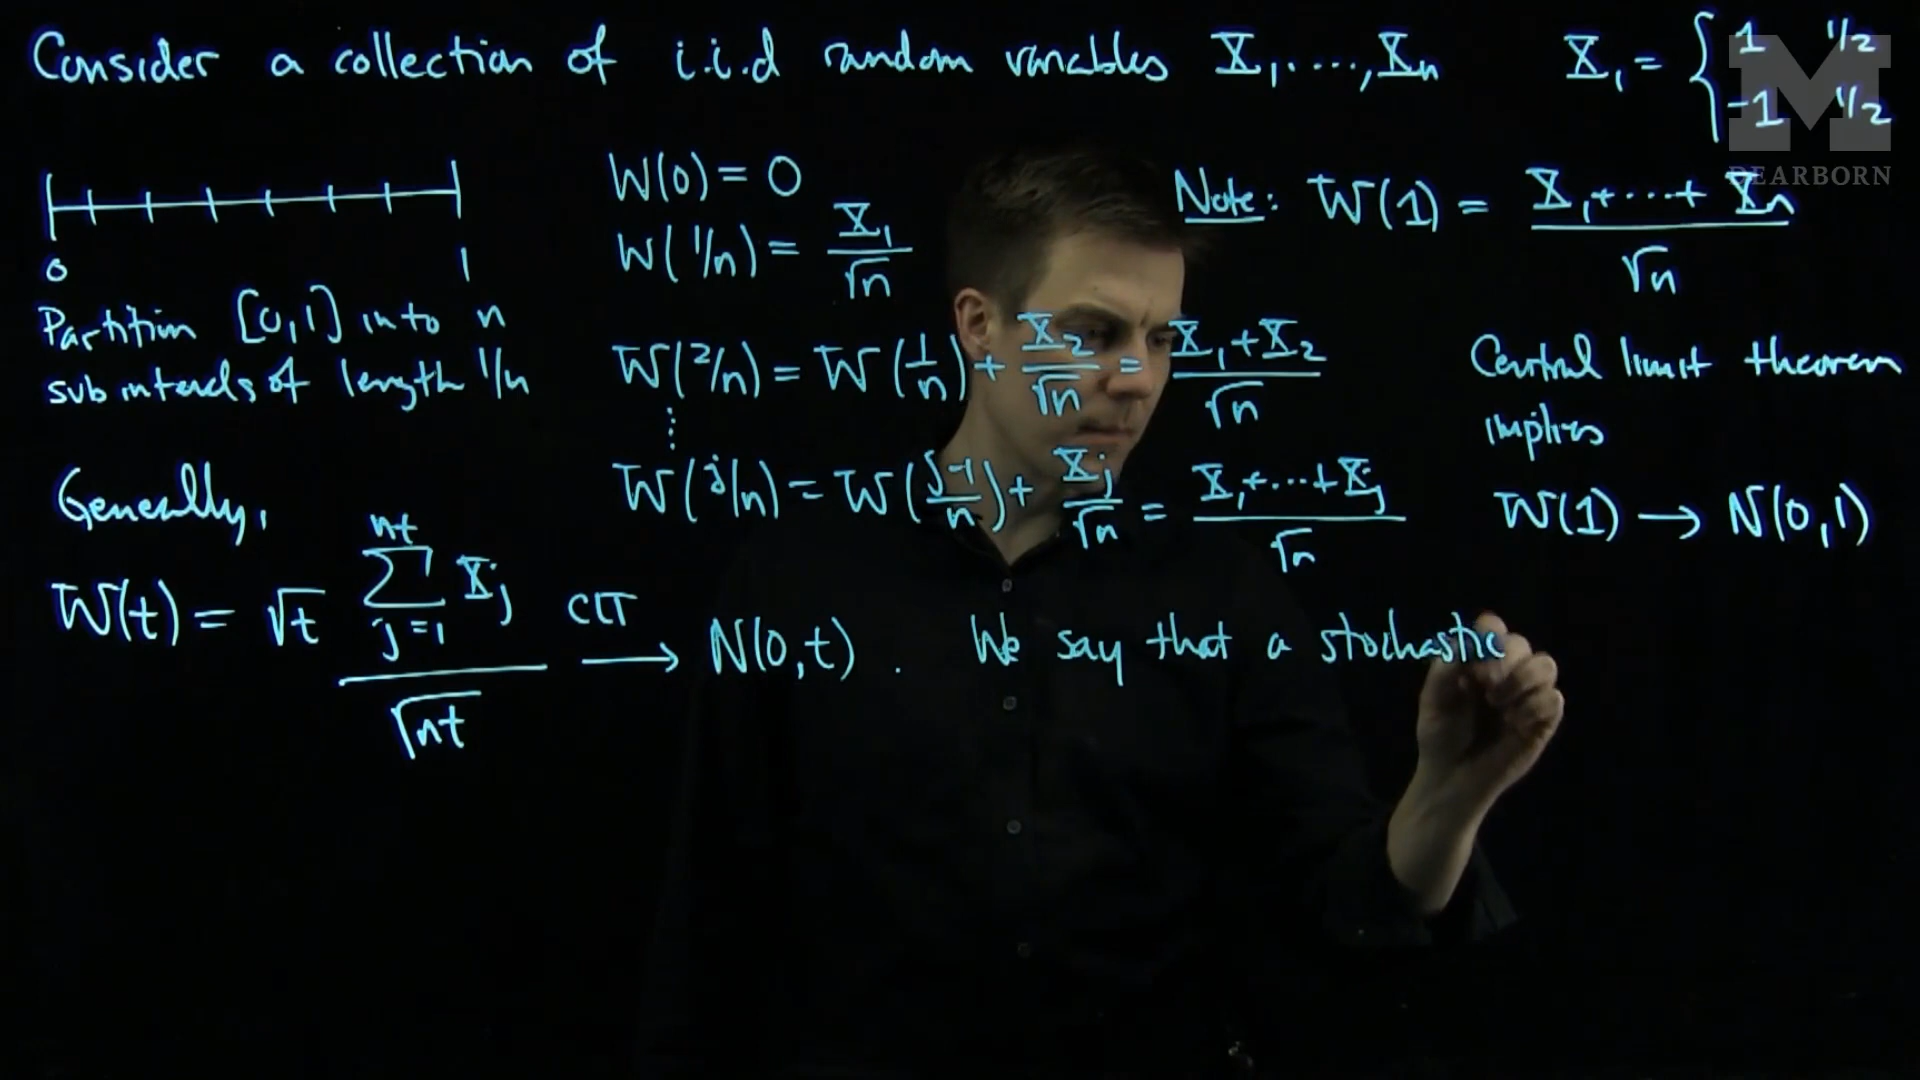 Consider a collection of i.i.d random variables X₁,...,Xₙ X₁ = { 1 1/2
-1 1/2
M
DEARBORN
0 1
Partition [0,1] into n
sub intervals of length 1/n
W(0) = 0
W(1/n) = X₁/√n
W(2/n) = W(1/n) + X₂/√n = (X₁+X₂)/√n
⋮
W(j/n) = W((j-1)/n) + Xⱼ/√n = (X₁+...+Xⱼ)/√n
Note: W(1) = (X₁+...+Xₙ)/√n
Central limit theorem
implies
W(1) → N(0,1)
Generally,
W(t) = √t (∑_{j=1}^{nt} Xⱼ)/√nt CLT → N(0,t). We say that a stochastic